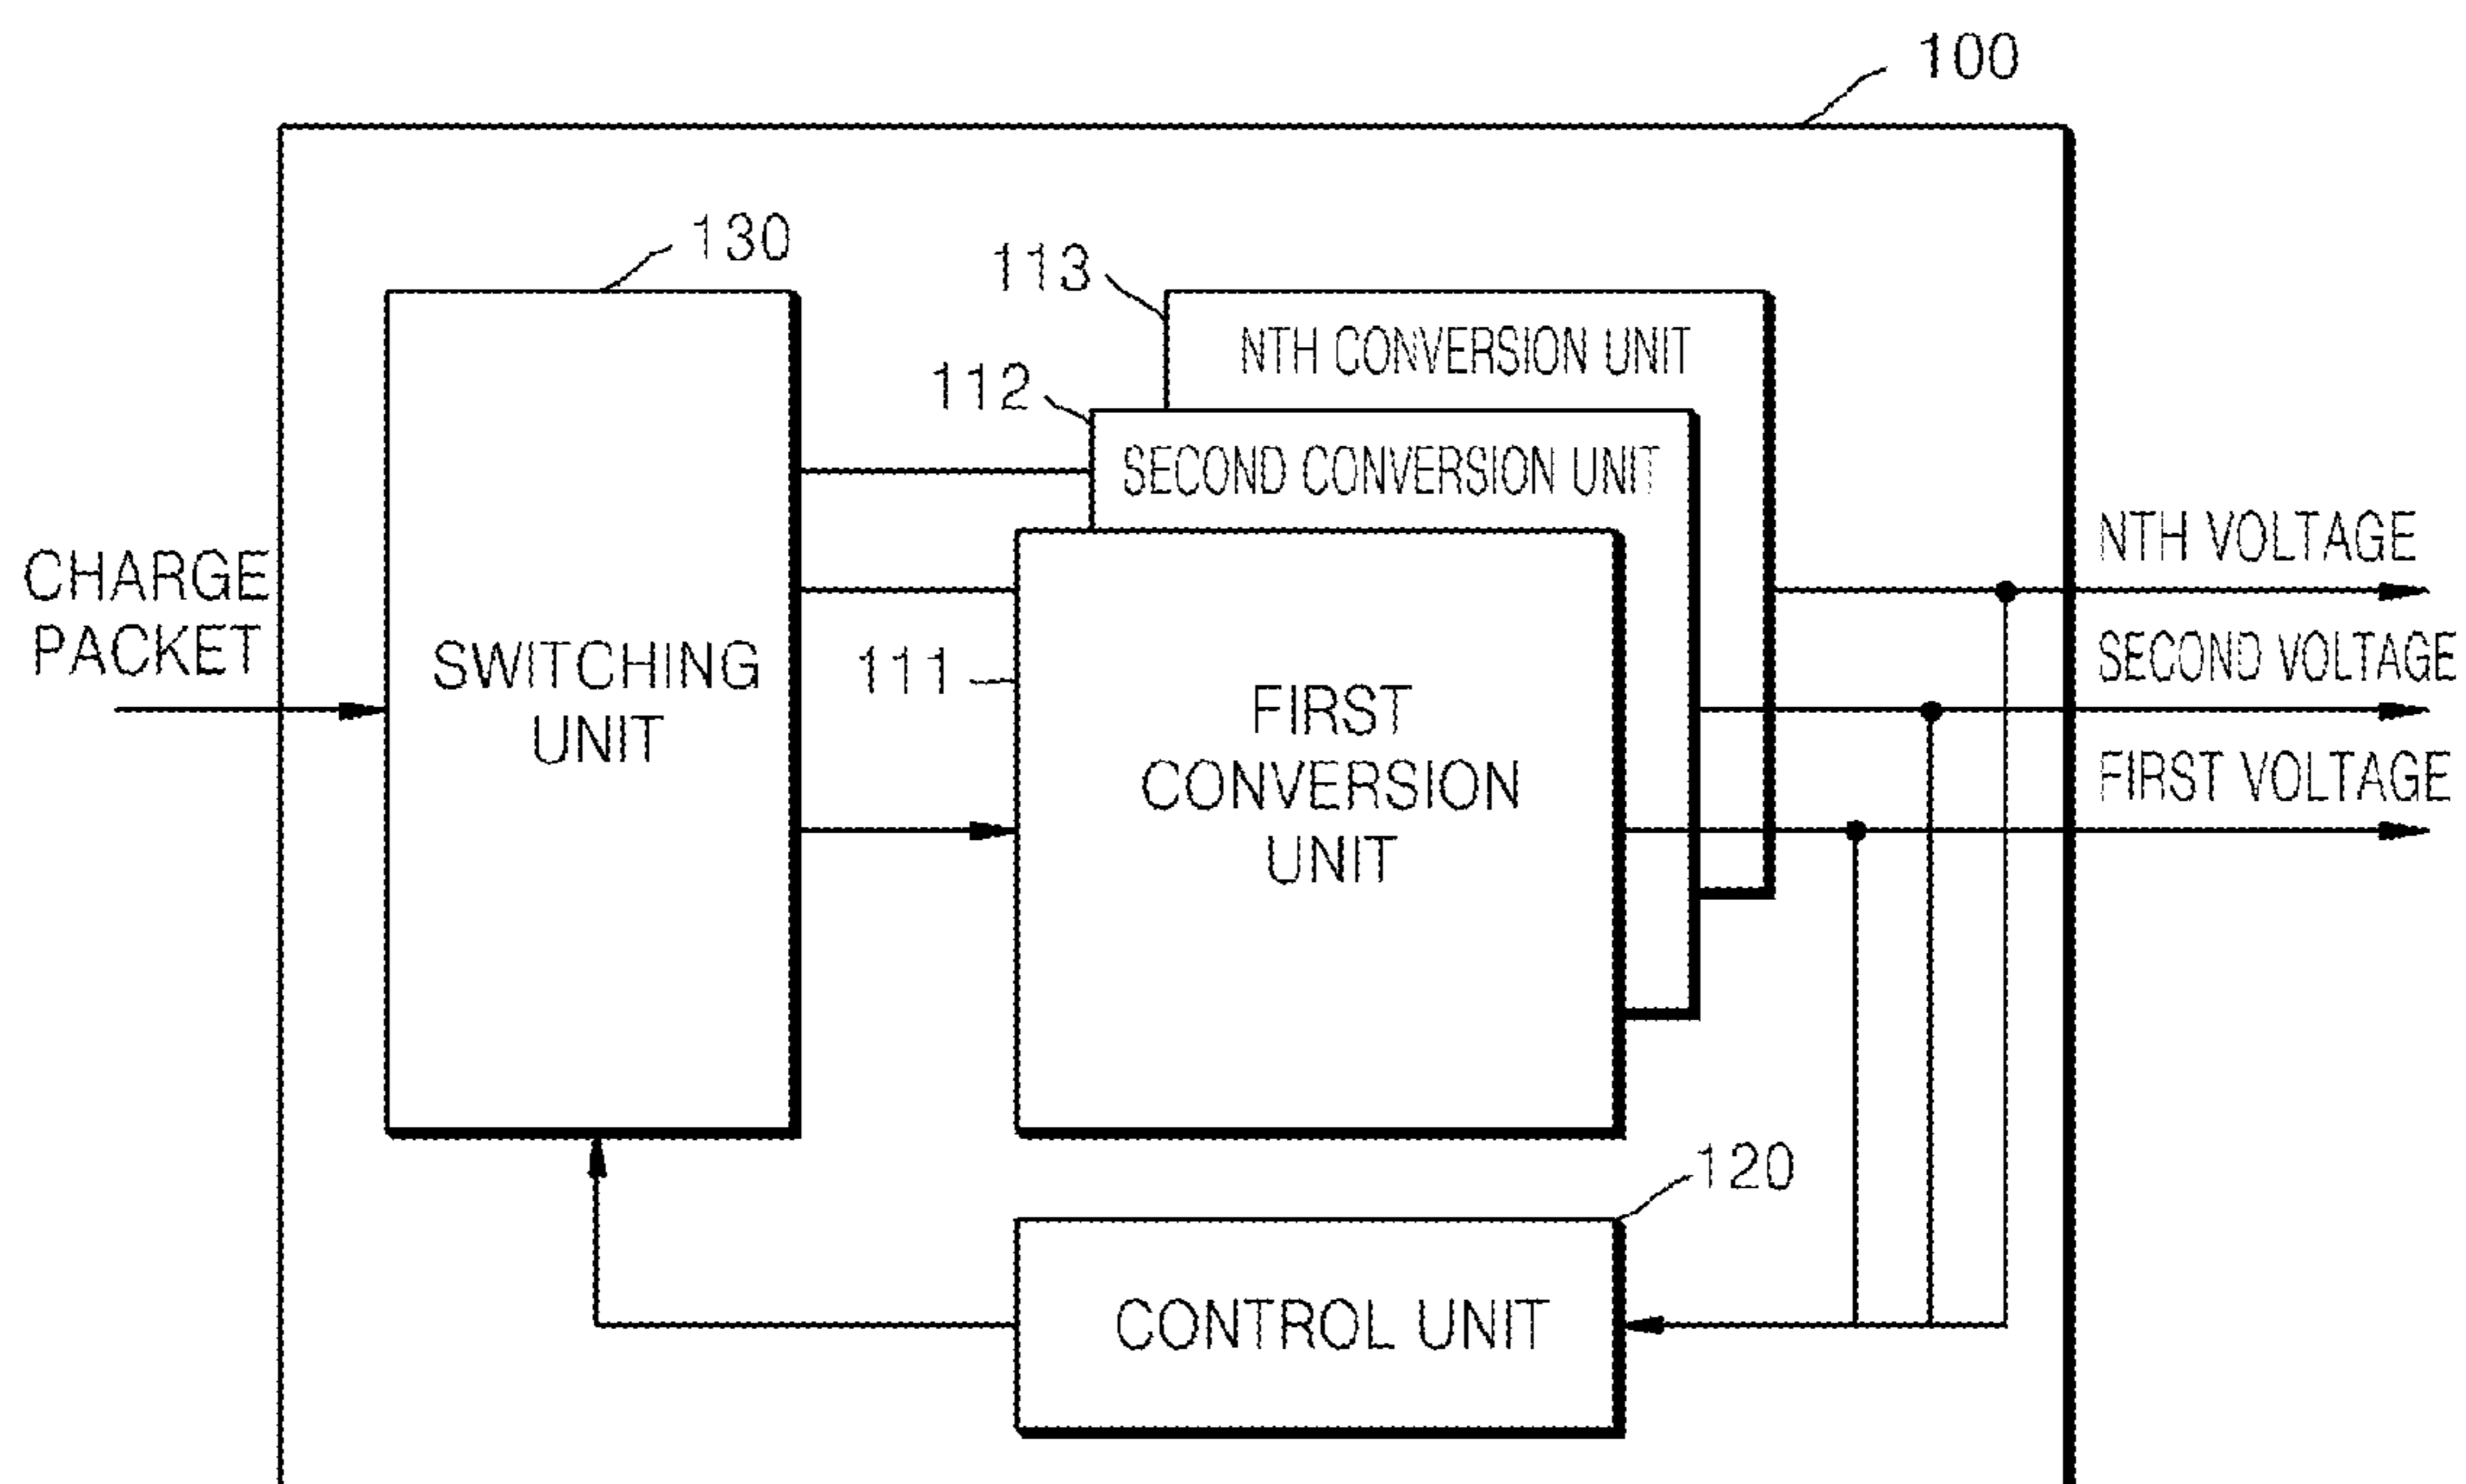 100
130
113
NTH CONVERSION UNIT
112
SECOND CONVERSION UNIT
CHARGE
PACKET
SWITCHING
UNIT
111
FIRST
CONVERSION
UNIT
NTH VOLTAGE
SECOND VOLTAGE
FIRST VOLTAGE
120
CONTROL UNIT